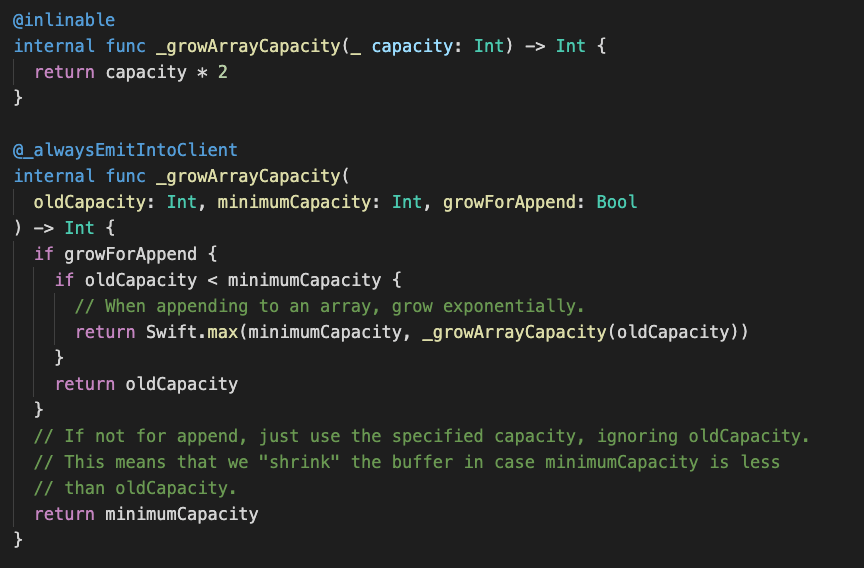 @inlinable
internal func _growArrayCapacity(_ capacity: Int) -> Int {
  return capacity * 2
}

@_alwaysEmitIntoClient
internal func _growArrayCapacity(
  oldCapacity: Int, minimumCapacity: Int, growForAppend: Bool
) -> Int {
  if growForAppend {
    if oldCapacity < minimumCapacity {
      // When appending to an array, grow exponentially.
      return Swift.max(minimumCapacity, _growArrayCapacity(oldCapacity))
    }
    return oldCapacity
  }
  // If not for append, just use the specified capacity, ignoring oldCapacity.
  // This means that we "shrink" the buffer in case minimumCapacity is less
  // than oldCapacity.
  return minimumCapacity
}